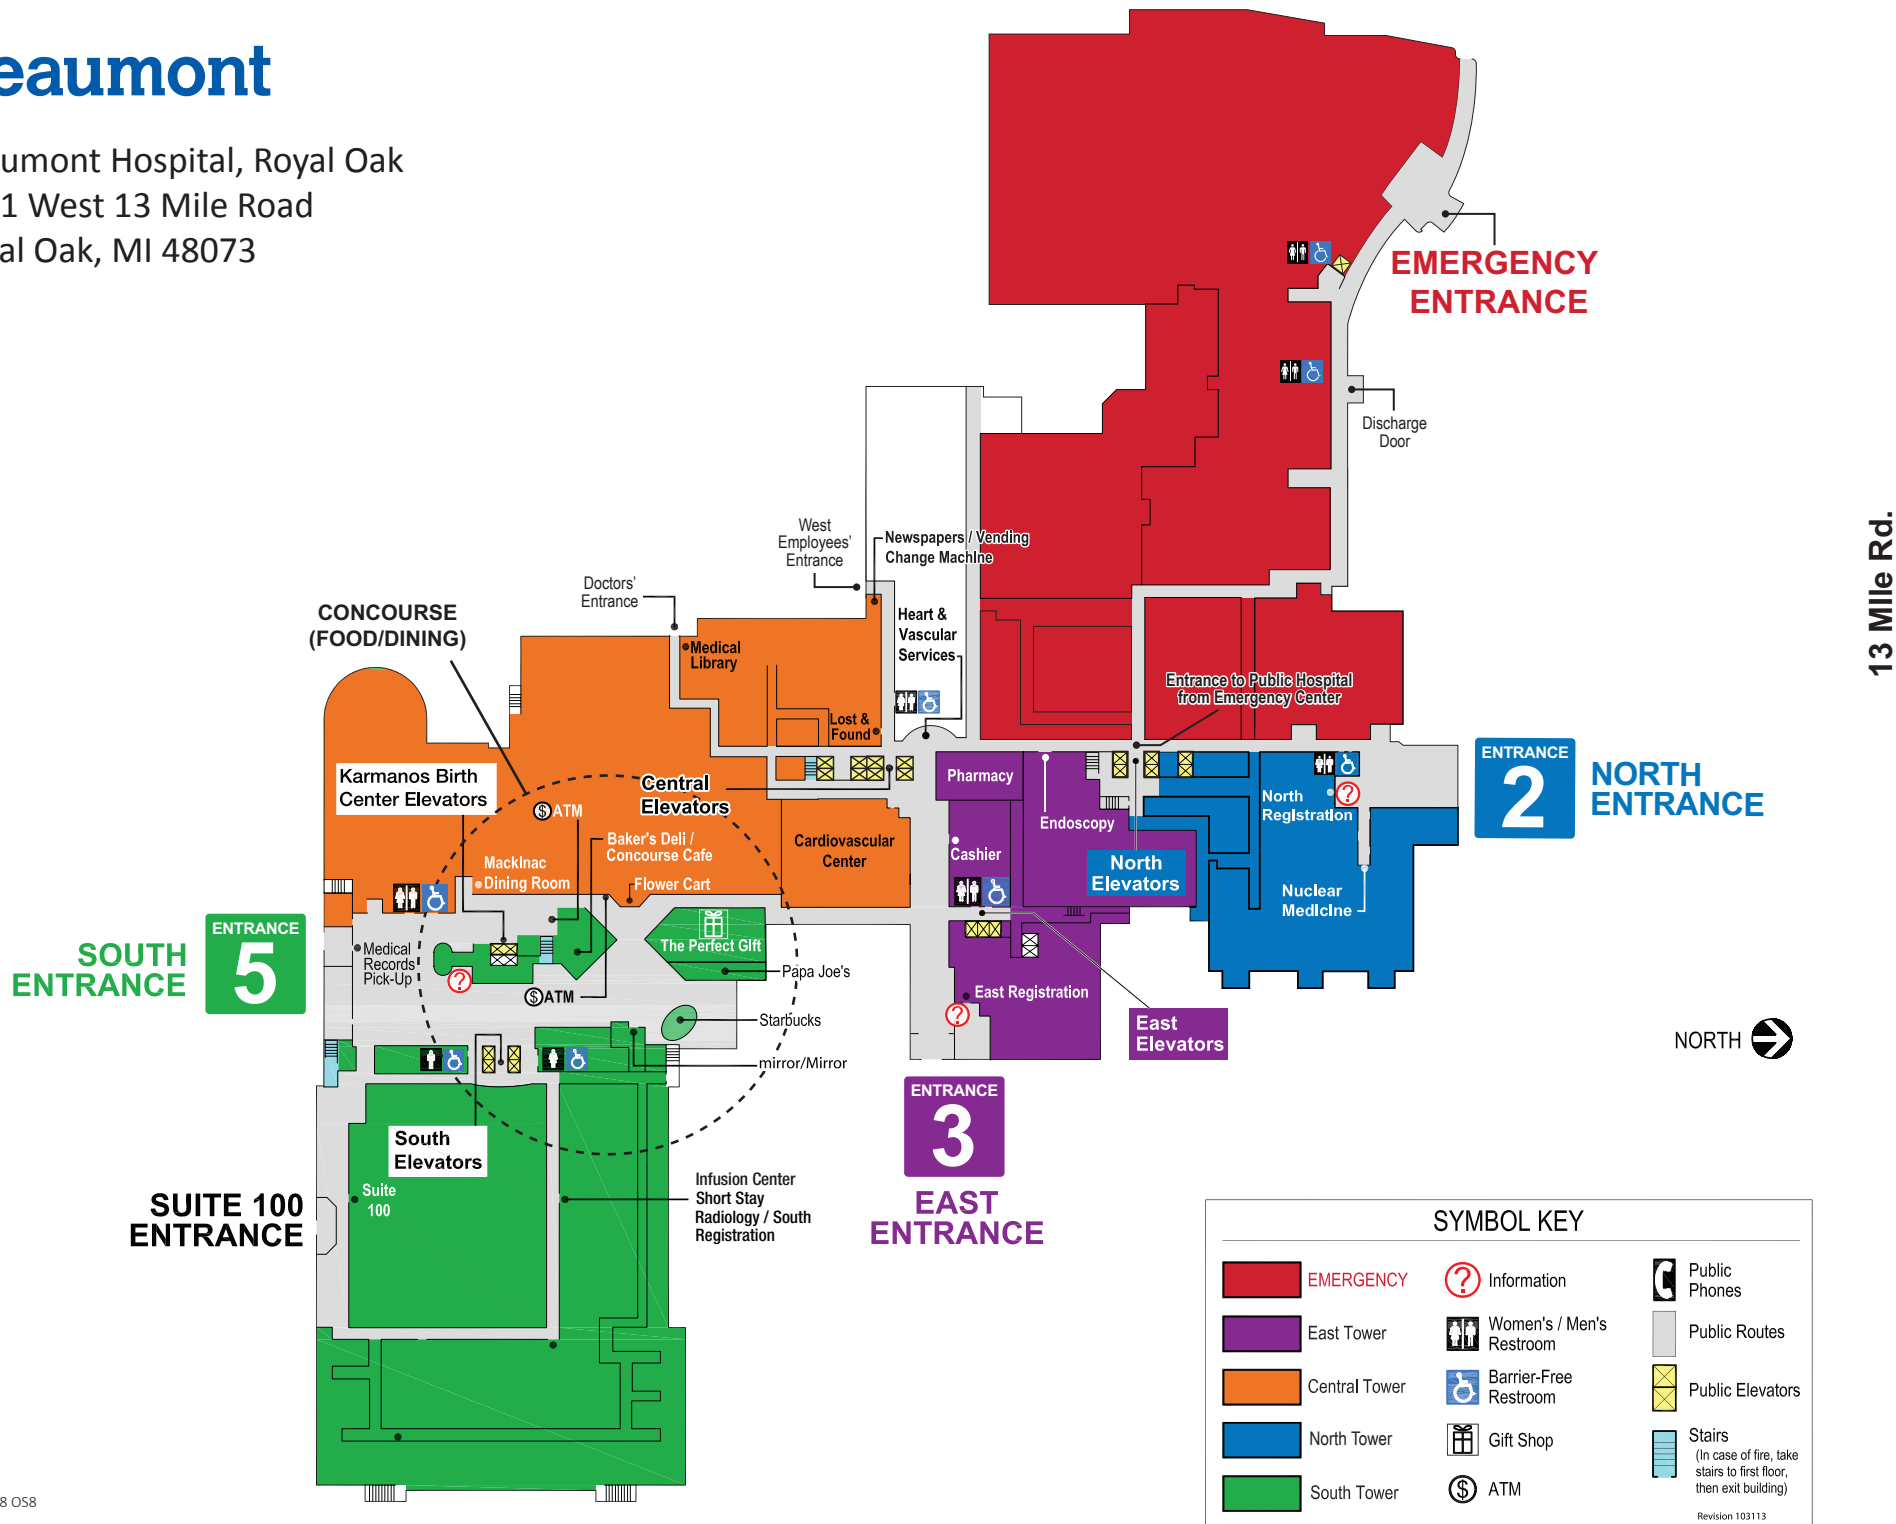 eaumont
umont Hospital, Royal Oak
1 West 13 Mile Road
al Oak, MI 48073
EMERGENCY
ENTRANCE
Discharge
Door
13 MIle Rd.
West
Employees'
Entrance
Newspapers / Vending
Change MachIne
Doctors'
Entrance
CONCOURSE
(FOOD/DINING)
Heart &
Vascular
Services
Medical
Library
Lost &
Found
Entrance to Public Hospital
from Emergency Center
Karmanos Birth
Center Elevators
Central
Elevators
$ ATM
Baker's Deli /
Concourse Cafe
MackInac
Dining Room
Flower Cart
Cardiovascular
Center
Pharmacy
Cashier
Endoscopy
North
Elevators
North
RegIstration
?
Nuclear
MedicIne
ENTRANCE
2
NORTH
ENTRANCE
SOUTH
ENTRANCE
ENTRANCE
5
Medical
Records
Pick-Up
?
$ ATM
The Perfect GIft
Papa Joe's
Starbucks
mirror/Mirror
East Registration
?
East
Elevators
NORTH
ENTRANCE
3
EAST
ENTRANCE
South
Elevators
Suite
100
SUITE 100
ENTRANCE
Infusion Center
Short Stay
Radiology / South
Registration
SYMBOL KEY
EMERGENCY
East Tower
Central Tower
North Tower
South Tower
? Information
Women's / Men's
Restroom
Barrier-Free
Restroom
Gift Shop
$ ATM
Public
Phones
Public Routes
Public Elevators
Stairs
(In case of fire, take
stairs to first floor,
then exit building)
Revision 103113
8 OS8